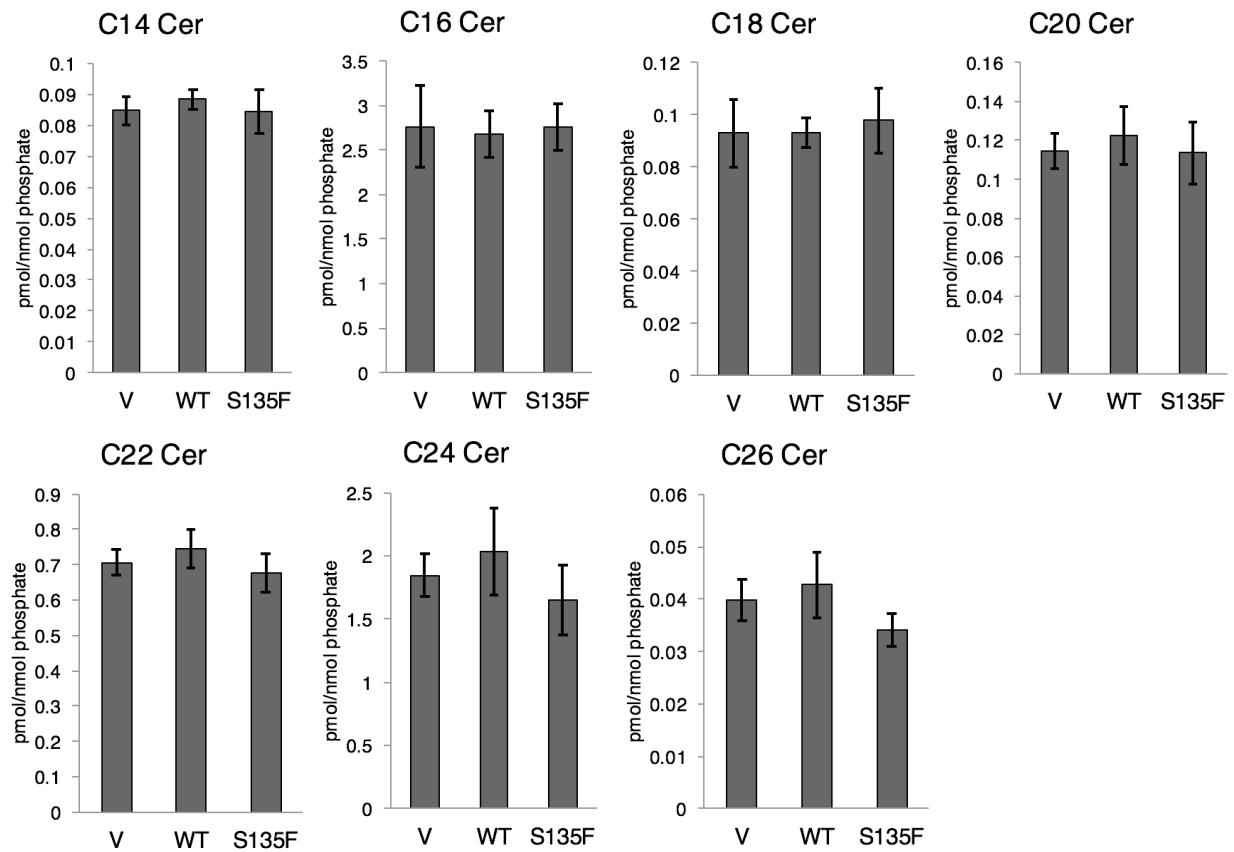 C14 Cer
pmol/nmol phosphate
0.1
0.09
0.08
0.07
0.06
0.05
0.04
0.03
0.02
0.01
0
V WT S135F
C16 Cer
pmol/nmol phosphate
3.5
3
2.5
2
1.5
1
0.5
0
V WT S135F
C18 Cer
pmol/nmol phosphate
0.12
0.1
0.08
0.06
0.04
0.02
0
V WT S135F
C20 Cer
pmol/nmol phosphate
0.16
0.14
0.12
0.1
0.08
0.06
0.04
0.02
0
V WT S135F
C22 Cer
pmol/nmol phosphate
0.9
0.8
0.7
0.6
0.5
0.4
0.3
0.2
0.1
0
V WT S135F
C24 Cer
pmol/nmol phosphate
2.5
2
1.5
1
0.5
0
V WT S135F
C26 Cer
pmol/nmol phosphate
0.06
0.05
0.04
0.03
0.02
0.01
0
V WT S135F